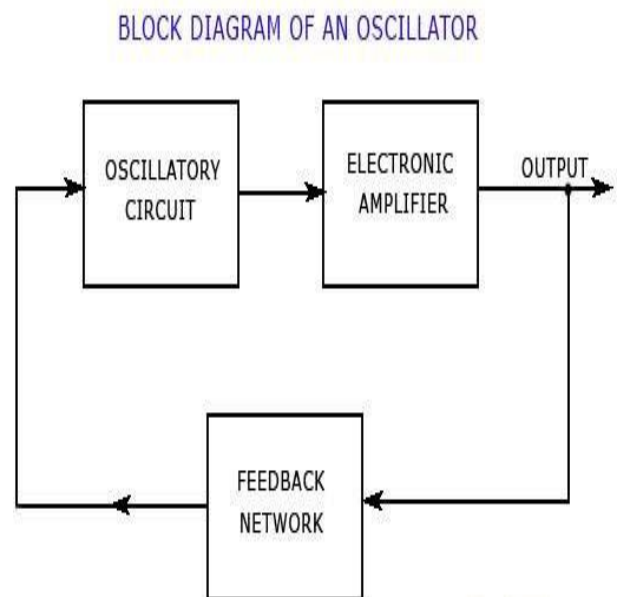 BLOCK DIAGRAM OF AN OSCILLATOR
OSCILLATORY
CIRCUIT
ELECTRONIC
AMPLIFIER
OUTPUT
FEEDBACK
NETWORK